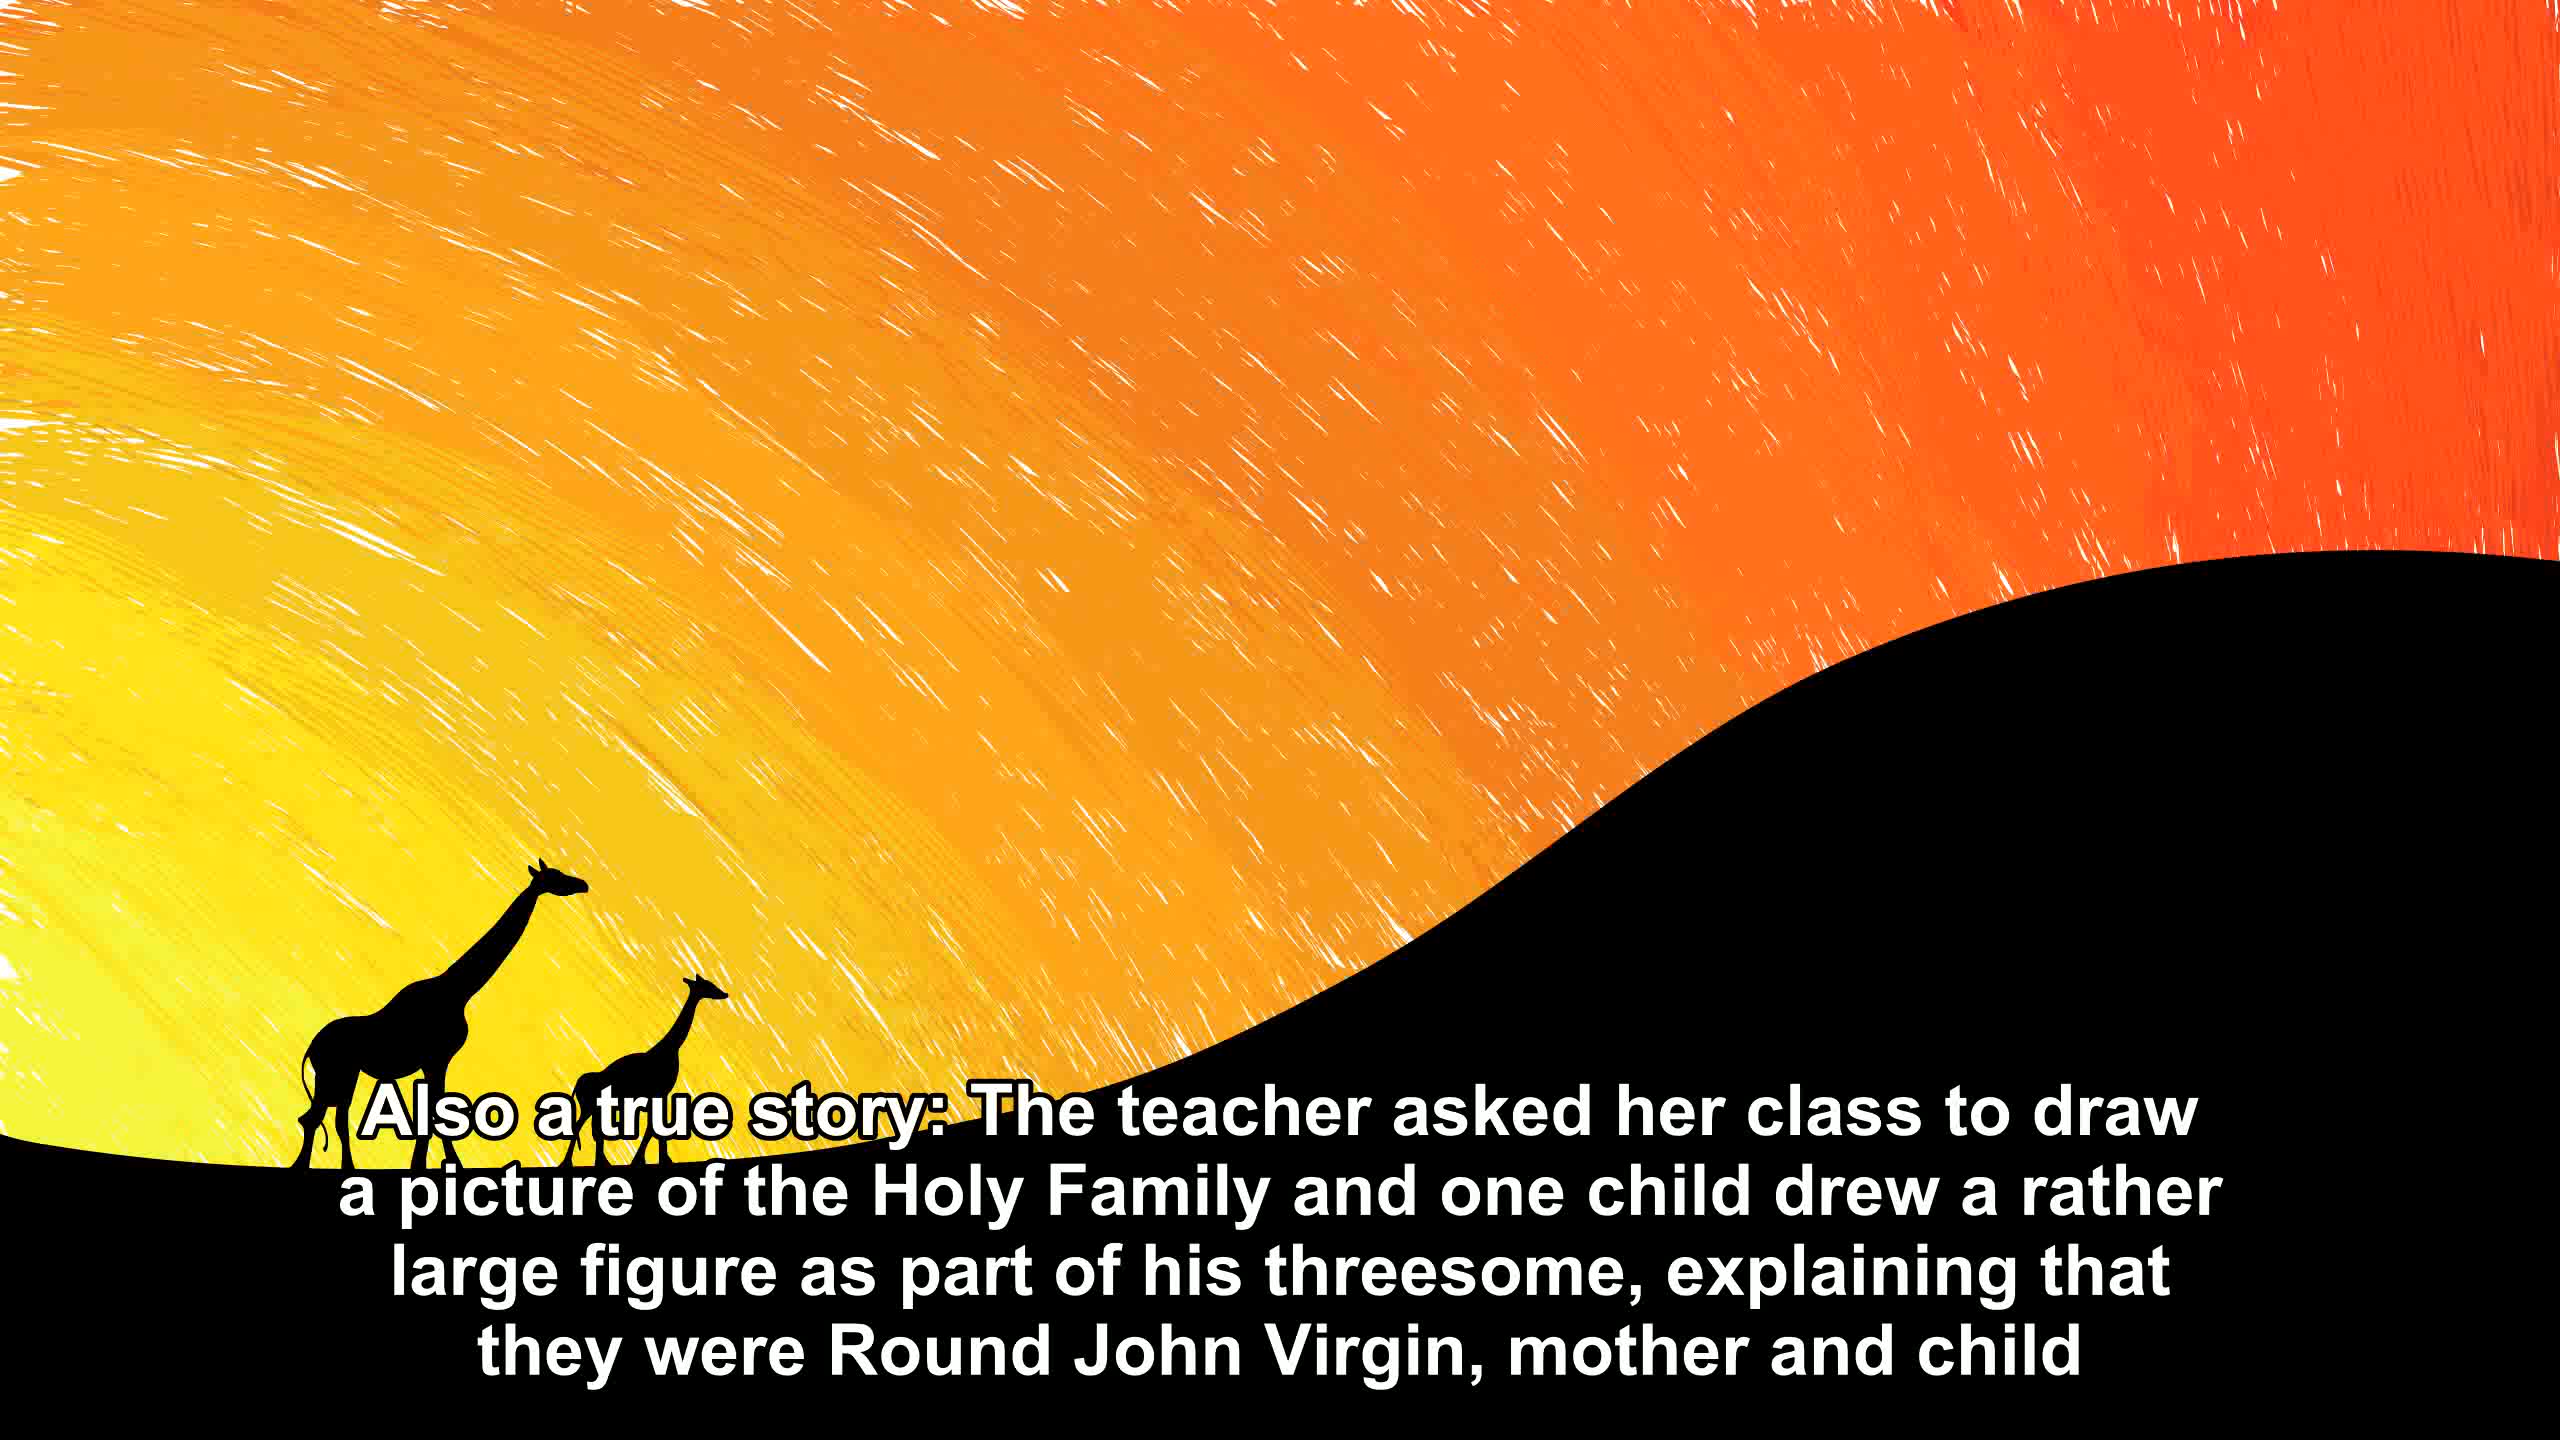 Also a true story: The teacher asked her class to draw
a picture of the Holy Family and one child drew a rather
large figure as part of his threesome, explaining that
they were Round John Virgin, mother and child